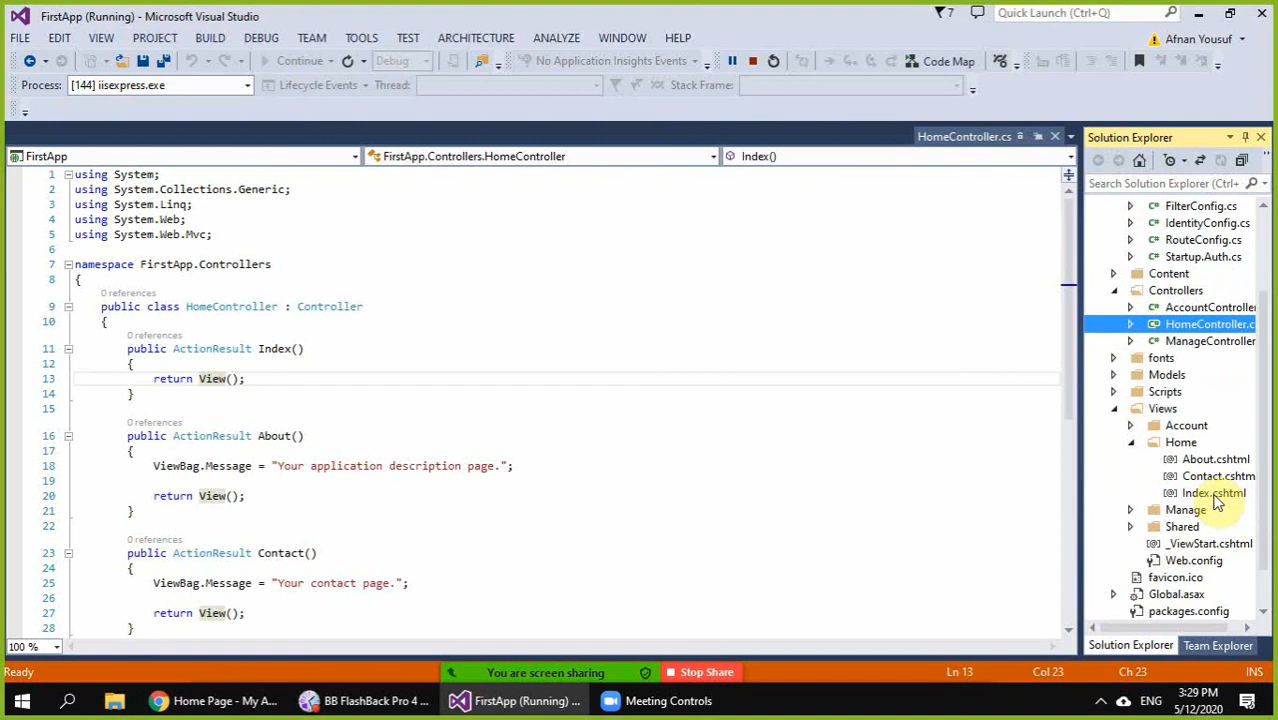 FirstApp (Running) - Microsoft Visual Studio
7
Quick Launch (Ctrl+Q)
FILE EDIT VIEW PROJECT BUILD DEBUG TEAM TOOLS TEST ARCHITECTURE ANALYZE WINDOW HELP
Afnan Yousuf
Continue Debug No Application Insights Events Code Map
Process: [144] iisexpress.exe Lifecycle Events Thread: Stack Frame:
HomeController.cs
FirstApp FirstApp.Controllers.HomeController Index()
1 using System;
2 using System.Collections.Generic;
3 using System.Linq;
4 using System.Web;
5 using System.Web.Mvc;
6
7 namespace FirstApp.Controllers
8 {
0 references
9 public class HomeController : Controller
10 {
0 references
11 public ActionResult Index()
12 {
13 return View();
14 }
15
0 references
16 public ActionResult About()
17 {
18 ViewBag.Message = "Your application description page.";
19
20 return View();
21 }
22
0 references
23 public ActionResult Contact()
24 {
25 ViewBag.Message = "Your contact page.";
26
27 return View();
28 }
100 %
Solution Explorer
Search Solution Explorer (Ctrl+
FilterConfig.cs
IdentityConfig.cs
RouteConfig.cs
Startup.Auth.cs
Content
Controllers
AccountController
HomeController.c
ManageController
fonts
Models
Scripts
Views
Account
Home
About.cshtml
Contact.cshtm
Index.cshtml
Manage
Shared
_ViewStart.cshtml
Web.config
favicon.ico
Global.asax
packages.config
Solution Explorer Team Explorer
Ready You are screen sharing Stop Share Ln 13 Col 23 Ch 23 INS
Home Page - My A... BB FlashBack Pro 4 ... FirstApp (Running) ... Meeting Controls ENG 3:29 PM
5/12/2020